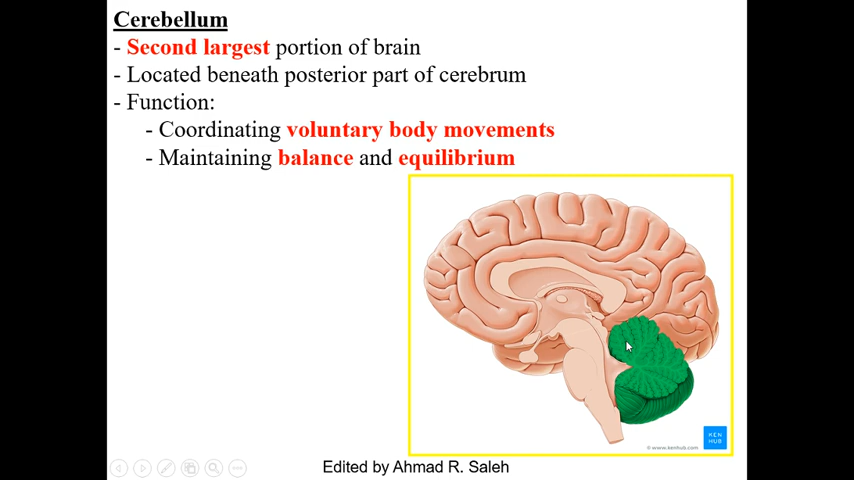 Cerebellum
- Second largest portion of brain
- Located beneath posterior part of cerebrum
- Function:
- Coordinating voluntary body movements
- Maintaining balance and equilibrium
KEN
HUB
© www.kenhub.com
Edited by Ahmad R. Saleh